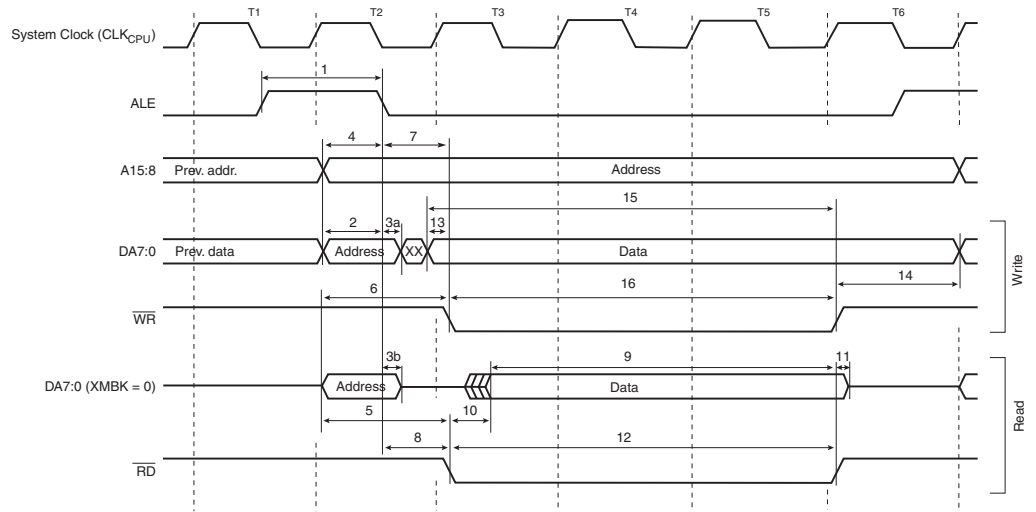 T1 T2 T3 T4 T5 T6
System Clock (CLKCPU)
1
ALE
4 7
A15:8 Prev. addr. Address
15
2 3a 13
DA7:0 Prev. data Address XX Data
14
6 16
WR
Write
3b 9 11
DA7:0 (XMBK = 0) Address Data
5 10
8 12
RD
Read